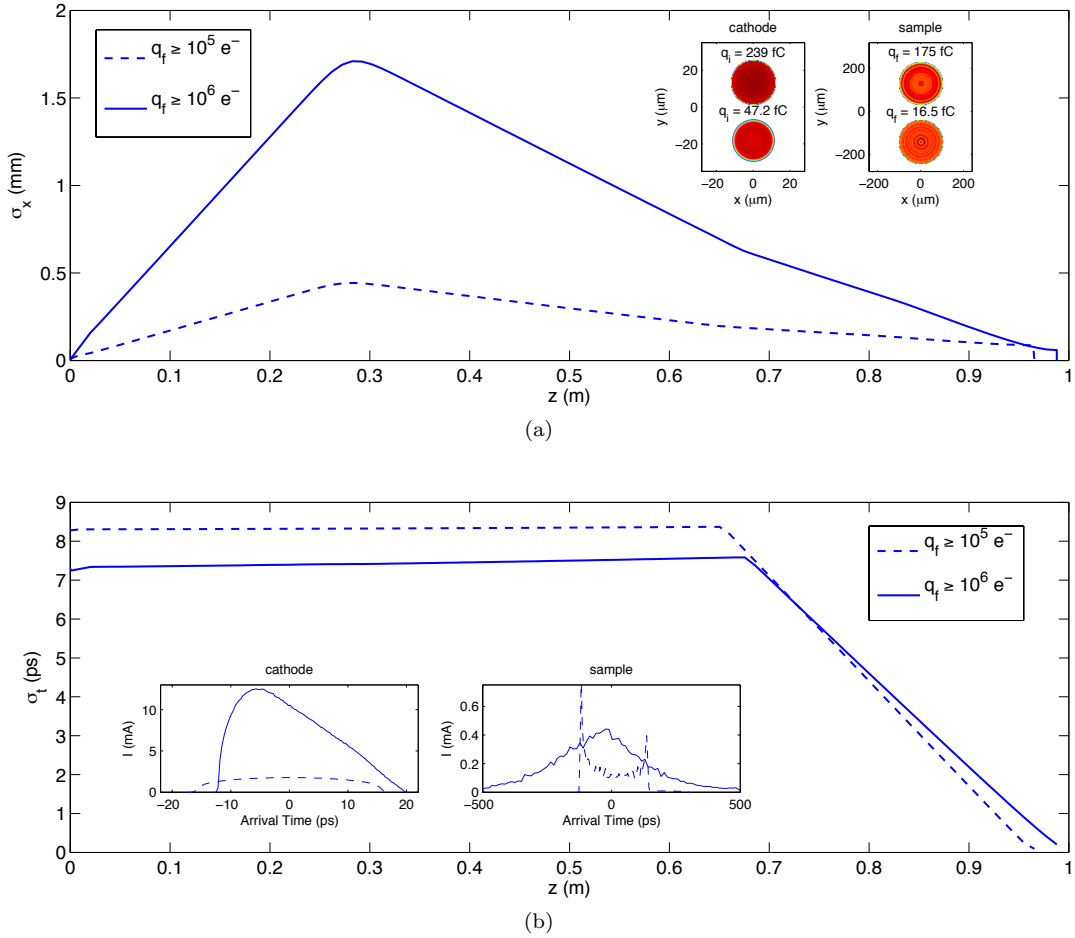 2
1.5
1
0.5
0
σx (mm)
0 0.1 0.2 0.3 0.4 0.5 0.6 0.7 0.8 0.9 1
z (m)
qf ≥ 10^5 e−
qf ≥ 10^6 e−
cathode
qi = 239 fC
qi = 47.2 fC
20
0
−20
y (μm)
−20 0 20
x (μm)
sample
qf = 175 fC
qf = 16.5 fC
200
0
−200
y (μm)
−200 0 200
x (μm)
(a)
9
8
7
6
5
4
3
2
1
0
σt (ps)
0 0.1 0.2 0.3 0.4 0.5 0.6 0.7 0.8 0.9 1
z (m)
qf ≥ 10^5 e−
qf ≥ 10^6 e−
cathode
10
5
0
I (mA)
−20 −10 0 10 20
Arrival Time (ps)
sample
0.6
0.4
0.2
0
I (mA)
−500 0 500
Arrival Time (ps)
(b)